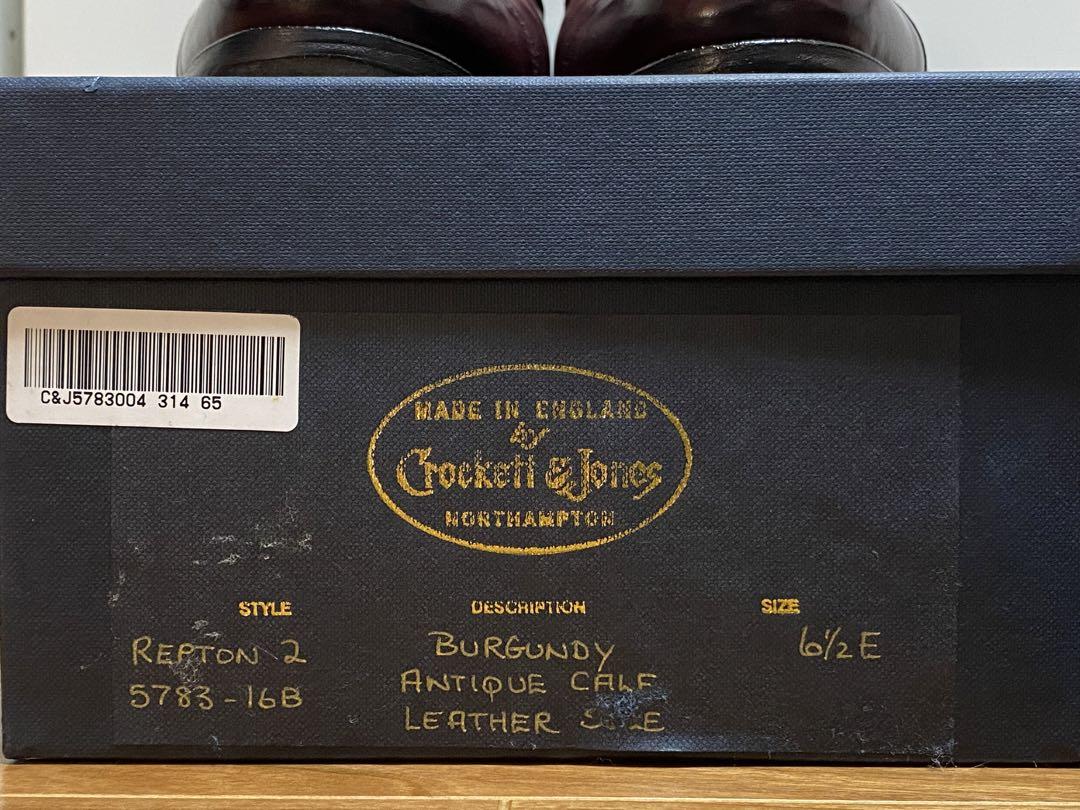 C&J5783004 314 65
MADE IN ENGLAND
by
Crockett & Jones
NORTHAMPTON
STYLE DESCRIPTION SIZE
REPTON 2 BURGUNDY 6½ E
5783-16B ANTIQUE CALF
LEATHER SOLE